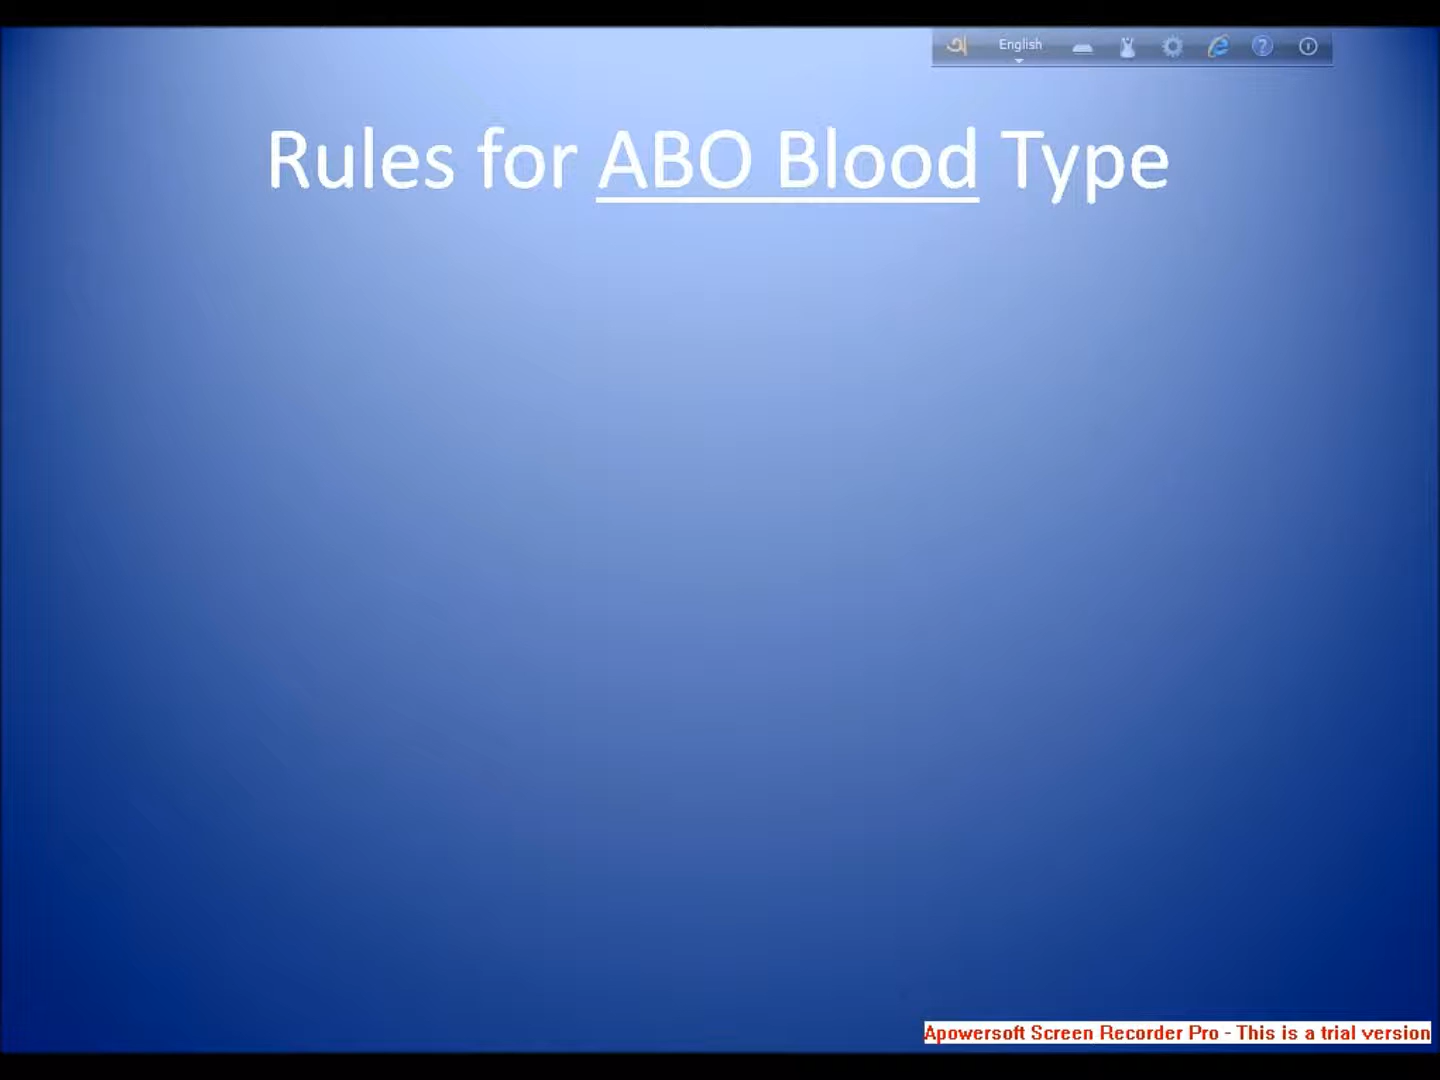 অ English
Rules for ABO Blood Type
Apowersoft Screen Recorder Pro - This is a trial version